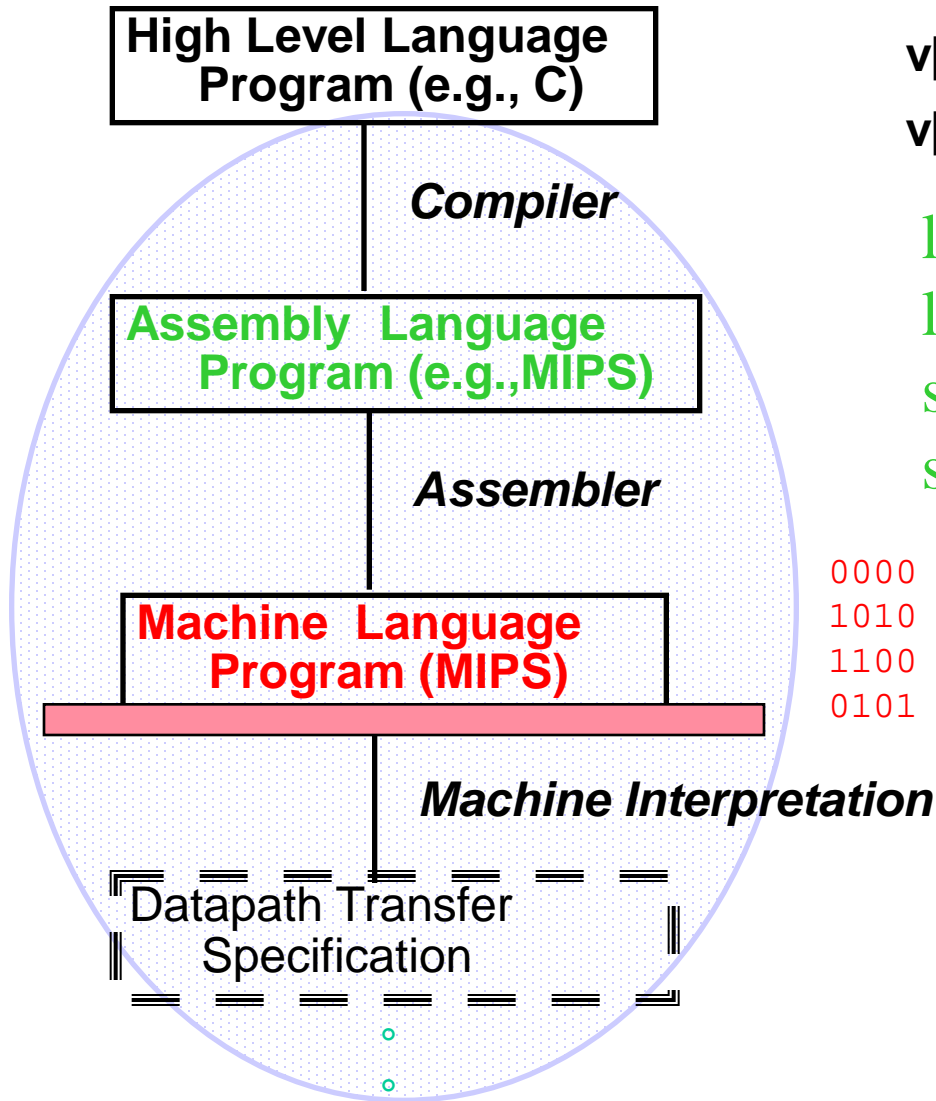 High Level Language
Program (e.g., C)
Compiler
Assembly Language
Program (e.g.,MIPS)
Assembler
Machine Language
Program (MIPS)
Machine Interpretation
Datapath Transfer
Specification
v[
v[
l
l
s
s
0000
1010
1100
0101